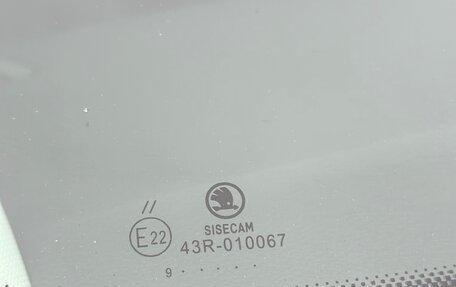 //
SISECAM
E22
43R-010067
9 . . . . .